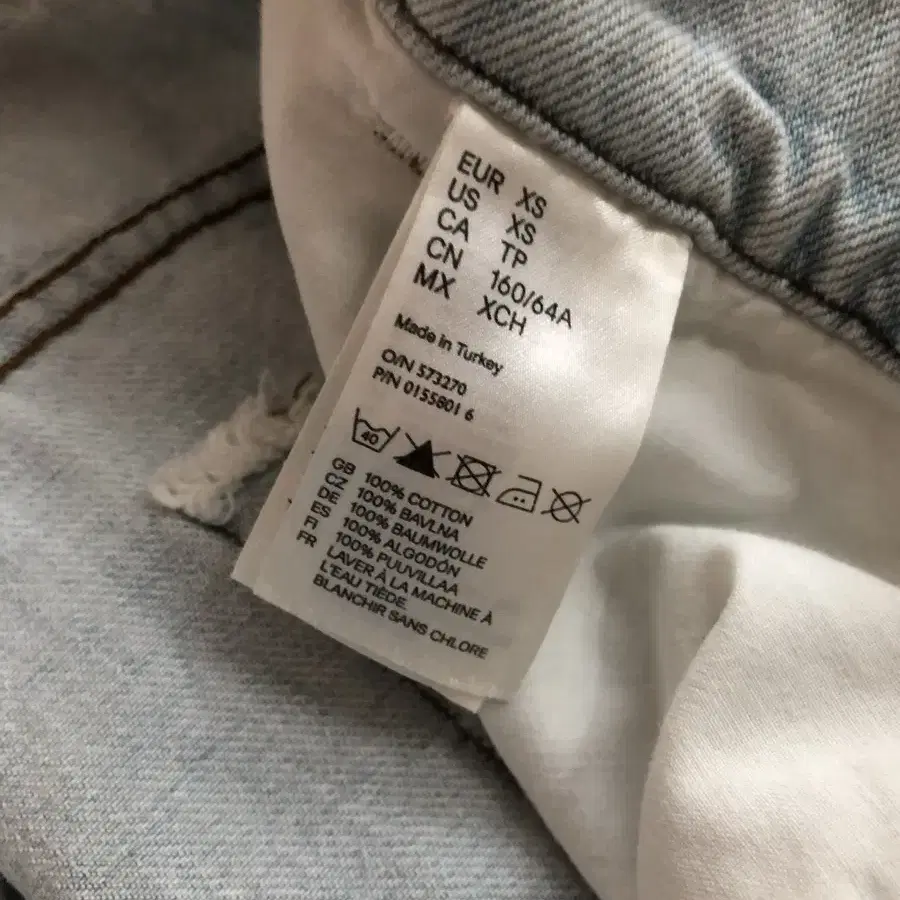 EUR XS
US XS
CA TP
CN 160/64A
MX XCH
Made in Turkey
O/N 573270
P/N 0155801 6
40
GB 100% COTTON
CZ 100% BAVLNA
DE 100% BAUMWOLLE
ES 100% ALGODÓN
FI 100% PUUVILLAA
FR LAVER À LA MACHINE À
L'EAU TIÈDE.
BLANCHIR SANS CHLORE